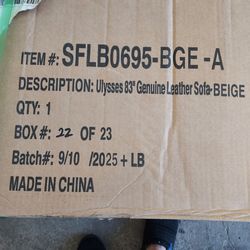 ITEM #: SFLB0695-BGE -A
DESCRIPTION: Ulysses 83" Genuine Leather Sofa-BEIGE
QTY: 1
BOX #: 22 OF 23
Batch#: 9/10 /2025 + LB
MADE IN CHINA